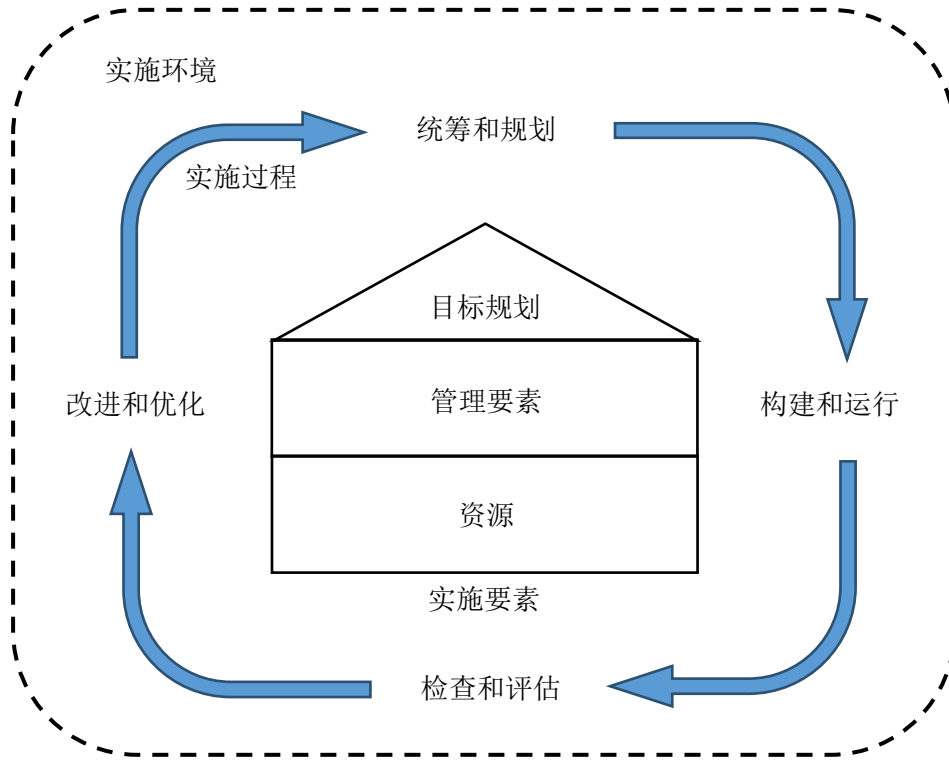 实施环境
统筹和规划
实施过程
目标规划
改进和优化
管理要素
构建和运行
资源
实施要素
检查和评估